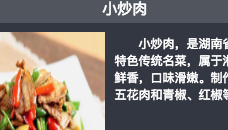 小炒肉
小炒肉，是湖南省
特色传统名菜，属于湘
鲜香，口味滑嫩。制作
五花肉和青椒、红椒等